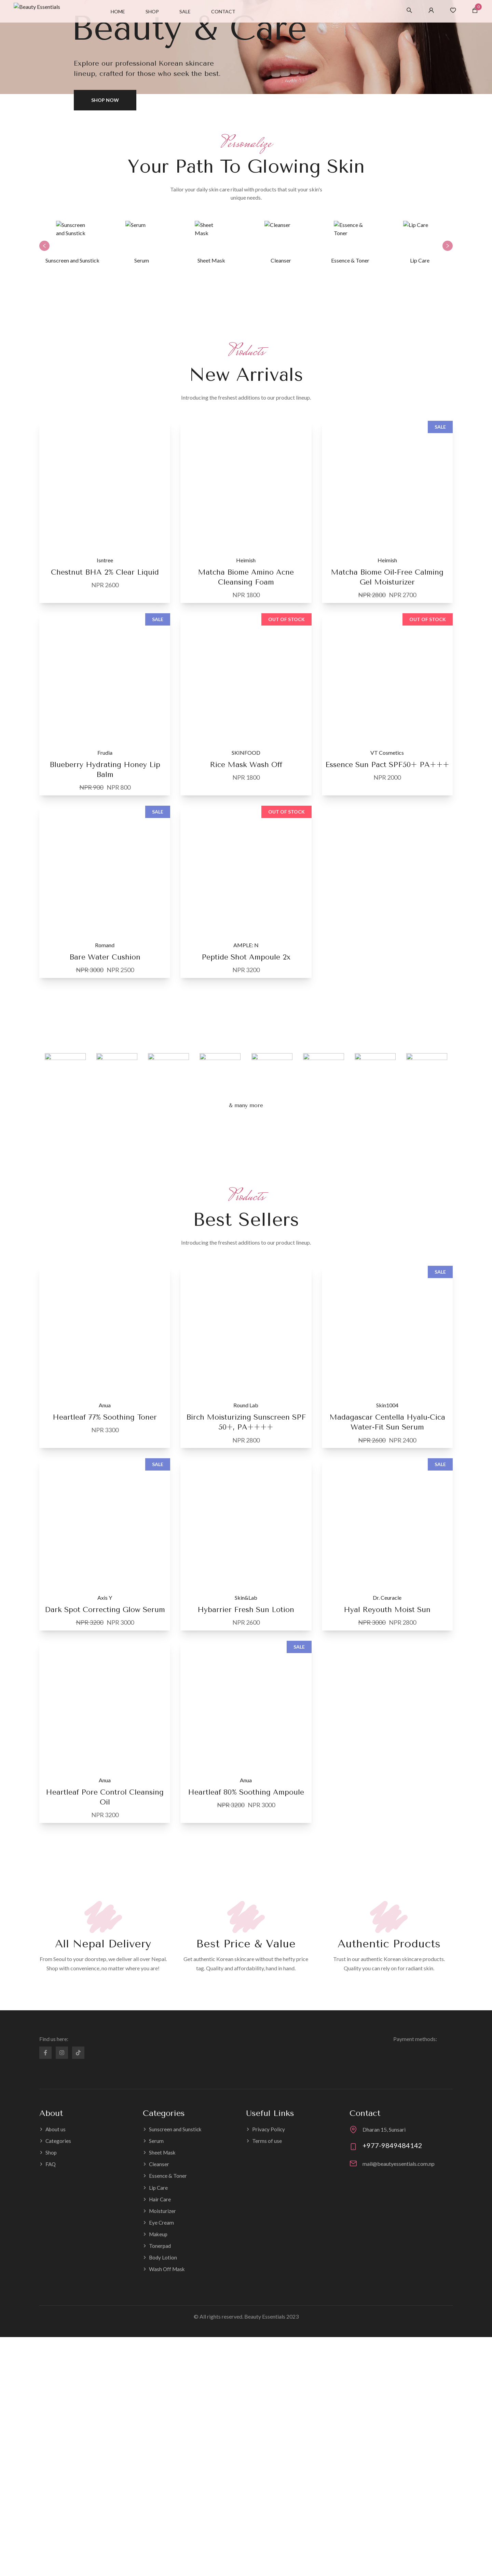 Beauty Essentials
HOME SHOP SALE CONTACT
0
Beauty & Care
Explore our professional Korean skincare
lineup, crafted for those who seek the best.
SHOP NOW
Personalize
Your Path To Glowing Skin
Tailor your daily skin care ritual with products that suit your skin's
unique needs.
Sunscreen
and Sunstick
Serum
Sheet
Mask
Cleanser
Essence &
Toner
Lip Care
Sunscreen and Sunstick
Serum
Sheet Mask
Cleanser
Essence & Toner
Lip Care
Products
New Arrivals
Introducing the freshest additions to our product lineup.
Isntree
Chestnut BHA 2% Clear Liquid
NPR 2600
Heimish
Matcha Biome Amino Acne
Cleansing Foam
NPR 1800
SALE
Heimish
Matcha Biome Oil-Free Calming
Gel Moisturizer
NPR 2800 NPR 2700
SALE
Frudia
Blueberry Hydrating Honey Lip
Balm
NPR 900 NPR 800
OUT OF STOCK
SKINFOOD
Rice Mask Wash Off
NPR 1800
OUT OF STOCK
VT Cosmetics
Essence Sun Pact SPF50+ PA+++
NPR 2000
SALE
Romand
Bare Water Cushion
NPR 3000 NPR 2500
OUT OF STOCK
AMPLE: N
Peptide Shot Ampoule 2x
NPR 3200
& many more
Products
Best Sellers
Introducing the freshest additions to our product lineup.
Anua
Heartleaf 77% Soothing Toner
NPR 3300
Round Lab
Birch Moisturizing Sunscreen SPF
50+, PA++++
NPR 2800
SALE
Skin1004
Madagascar Centella Hyalu-Cica
Water-Fit Sun Serum
NPR 2600 NPR 2400
SALE
Axis Y
Dark Spot Correcting Glow Serum
NPR 3200 NPR 3000
Skin&Lab
Hybarrier Fresh Sun Lotion
NPR 2600
SALE
Dr. Ceuracle
Hyal Reyouth Moist Sun
NPR 3000 NPR 2800
Anua
Heartleaf Pore Control Cleansing
Oil
NPR 3200
SALE
Anua
Heartleaf 80% Soothing Ampoule
NPR 3200 NPR 3000
All Nepal Delivery
From Seoul to your doorstep, we deliver all over Nepal.
Shop with convenience, no matter where you are!
Best Price & Value
Get authentic Korean skincare without the hefty price
tag. Quality and affordability, hand in hand.
Authentic Products
Trust in our authentic Korean skincare products.
Quality you can rely on for radiant skin.
Find us here:
Payment methods:
About
About us
Categories
Shop
FAQ
Categories
Sunscreen and Sunstick
Serum
Sheet Mask
Cleanser
Essence & Toner
Lip Care
Hair Care
Moisturizer
Eye Cream
Makeup
Tonerpad
Body Lotion
Wash Off Mask
Useful Links
Privacy Policy
Terms of use
Contact
Dharan 15, Sunsari
+977-9849484142
mail@beautyessentials.com.np
© All rights reserved. Beauty Essentials 2023